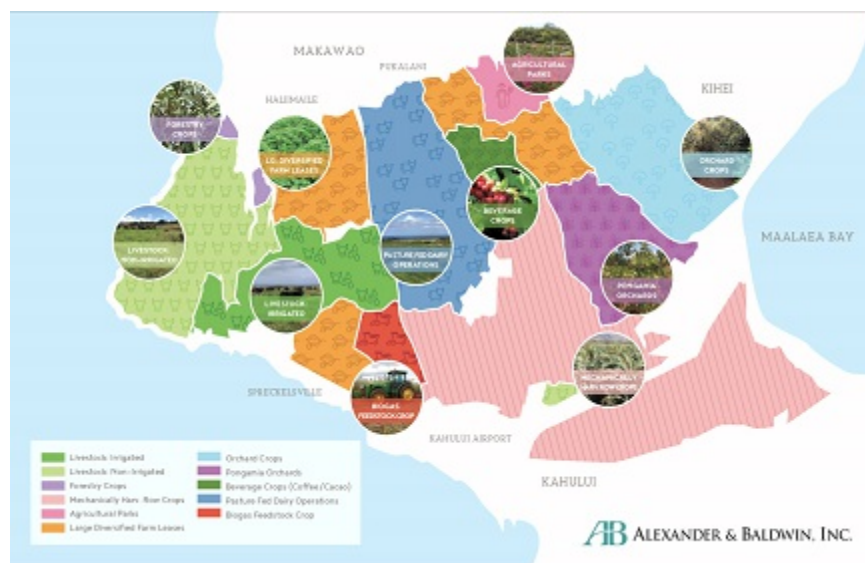 MAKAWAO
PUKALANI
HALIIMAILE
KIHEI
AGRICULTURAL
PARKS
FORESTRY
CROPS
LG. DIVERSIFIED
FARM LEASES
ORCHARD
CROPS
BEVERAGE
CROPS
LIVESTOCK:
NON-IRRIGATED
PASTURE/FED DAIRY
OPERATIONS
MAALAEA BAY
LIVESTOCK:
IRRIGATED
PONGAMIA
ORCHARDS
MECHANICALLY
HARV. ROW CROPS
SPRECKELSVILLE
BIOGAS
FEEDSTOCK CROP
KAHULUI AIRPORT
KAHULUI
Livestock: Irrigated
Livestock: Non-Irrigated
Forestry Crops
Mechanically Harv. Row Crops
Agricultural Parks
Large Diversified Farm Leases
Orchard Crops
Pongamia Orchards
Beverage Crops (Coffee/Cacao)
Pasture Fed Dairy Operations
Biogas Feedstock Crop
AB ALEXANDER & BALDWIN, INC.